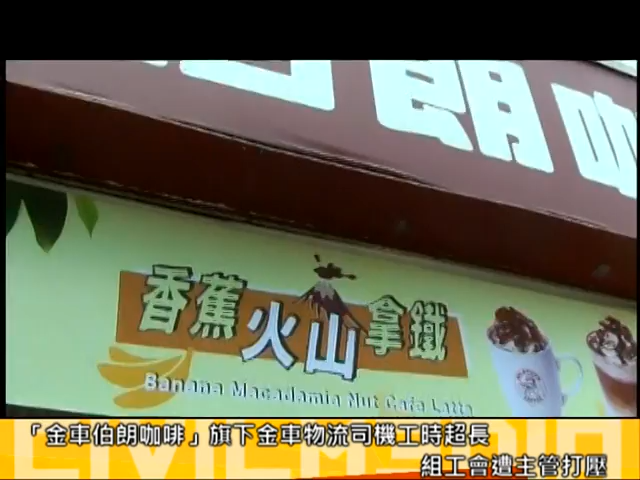 伯朗咖
香蕉火山拿鐵
Banana Macadamia Nut Cafe Latte
「金車伯朗咖啡」旗下金車物流司機工時超長
組工會遭主管打壓